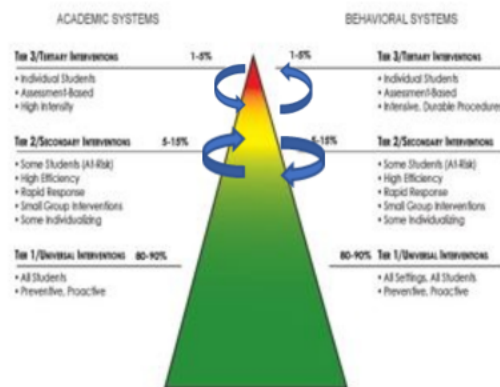 ACADEMIC SYSTEMS
BEHAVIORAL SYSTEMS
TIER 3/TERTIARY INTERVENTIONS 1-5%
• Individual Students
• Assessment-Based
• High Intensity
1-5% TIER 3/TERTIARY INTERVENTIONS
• Individual Students
• Assessment-Based
• Intensive, Durable Procedures
TIER 2/SECONDARY INTERVENTIONS 5-15%
• Some Students (At-Risk)
• High Efficiency
• Rapid Response
• Small Group Interventions
• Some Individualizing
5-15% TIER 2/SECONDARY INTERVENTIONS
• Some Students (At-Risk)
• High Efficiency
• Rapid Response
• Small Group Interventions
• Some Individualizing
TIER 1/UNIVERSAL INTERVENTIONS 80-90%
• All Students
• Preventive, Proactive
80-90% TIER 1/UNIVERSAL INTERVENTIONS
• All Settings, All Students
• Preventive, Proactive